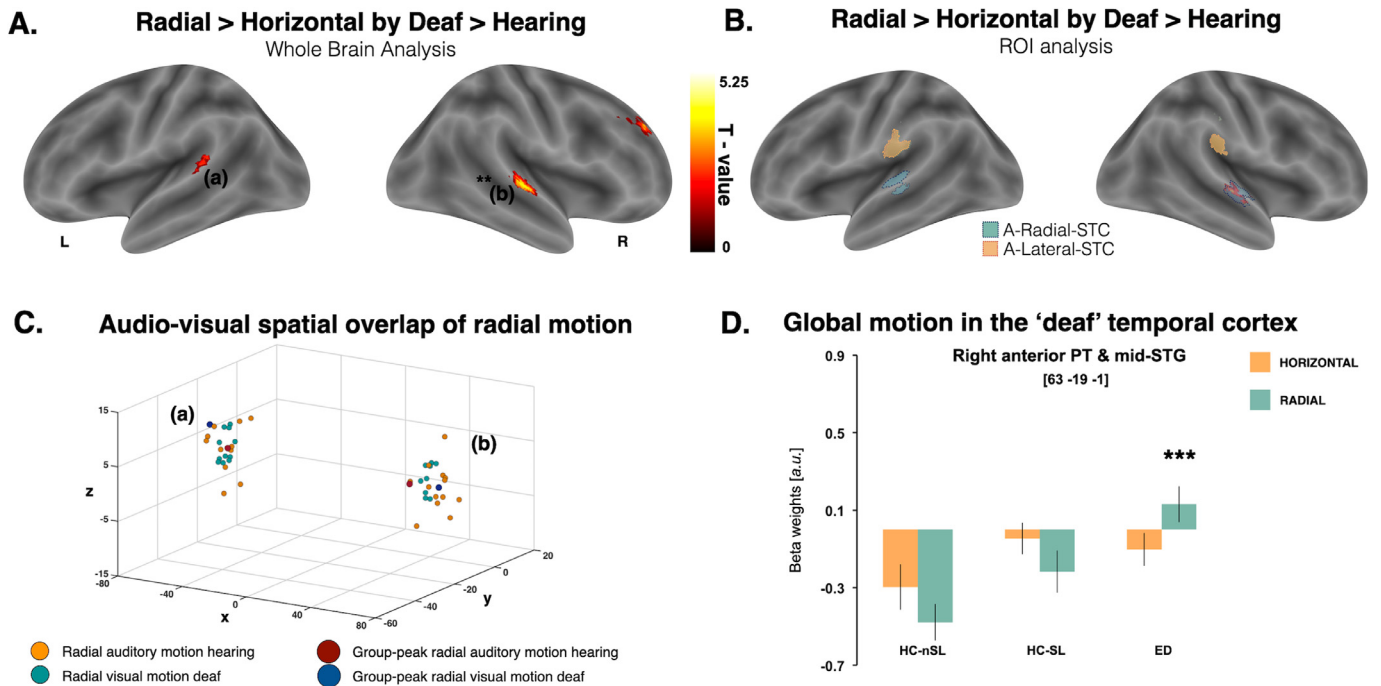 A.
Radial > Horizontal by Deaf > Hearing
Whole Brain Analysis
(a)
**
(b)
L
R
5.25
T - value
0
B.
Radial > Horizontal by Deaf > Hearing
ROI analysis
A-Radial-STC
A-Lateral-STC
C.
Audio-visual spatial overlap of radial motion
(a)
(b)
15
5
-5
-15
z
-80
-40
0
40
80
x
-60
-40
-20
0
20
y
Radial auditory motion hearing
Radial visual motion deaf
Group-peak radial auditory motion hearing
Group-peak radial visual motion deaf
D.
Global motion in the ‘deaf’ temporal cortex
Right anterior PT & mid-STG
[63 -19 -1]
HORIZONTAL
RADIAL
Beta weights [a.u.]
0.9
0.5
0.1
-0.3
-0.7
***
HC-nSL
HC-SL
ED